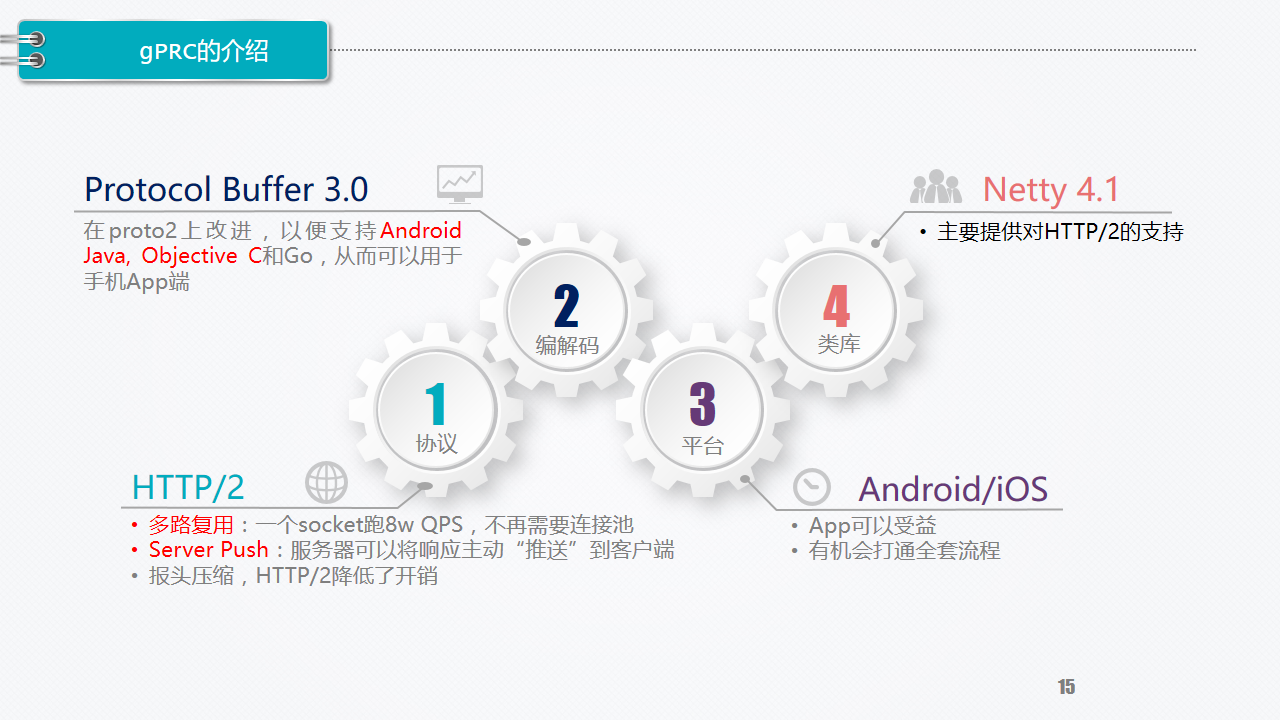 gPRC的介绍
Protocol Buffer 3.0
在proto2上改进，以便支持Android
Java, Objective C和Go，从而可以用于
手机App端
Netty 4.1
• 主要提供对HTTP/2的支持
2
编解码
4
类库
1
协议
3
平台
HTTP/2
• 多路复用：一个socket跑8w QPS，不再需要连接池
• Server Push：服务器可以将响应主动“推送”到客户端
• 报头压缩，HTTP/2降低了开销
Android/iOS
• App可以受益
• 有机会打通全套流程
15